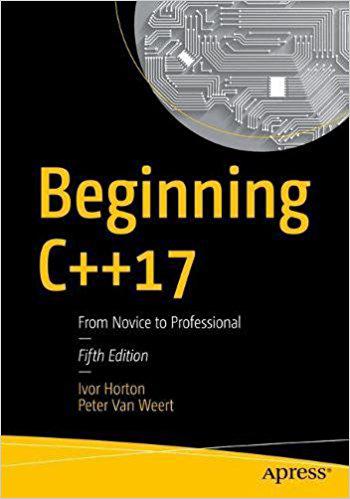 Beginning
C++17
From Novice to Professional
—
Fifth Edition
—
Ivor Horton
Peter Van Weert
Apress®